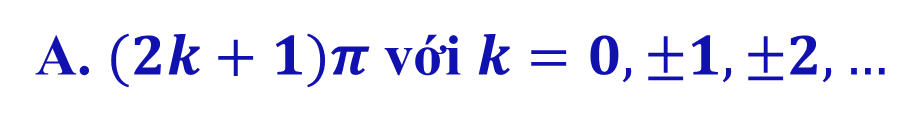 A. (2k + 1)π với k = 0, ±1, ±2, ...